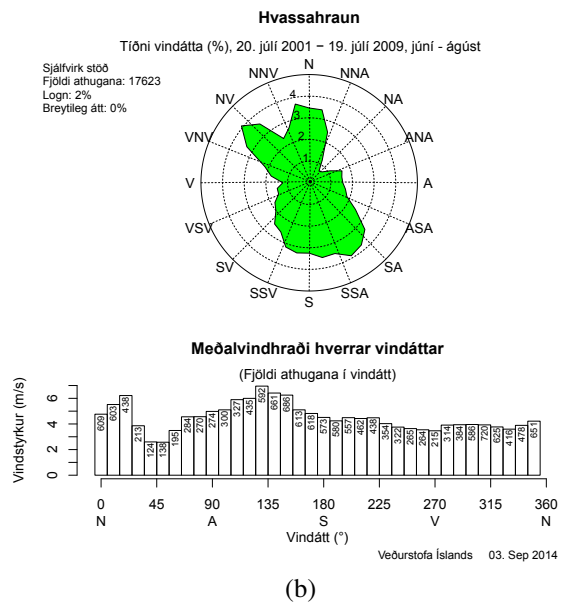 Hvassahraun
Tíðni vindátta (%), 20. júlí 2001 − 19. júlí 2009, júní - ágúst
Sjálfvirk stöð
Fjöldi athugana: 17623
Logn: 2%
Breytileg átt: 0%
N
NNA
NA
ANA
A
ASA
SA
SSA
S
SSV
SV
VSV
V
VNV
NV
NNV
4
3
2
1
Meðalvindhraði hverrar vindáttar
(Fjöldi athugana í vindátt)
Vindstyrkur (m/s)
6
4
2
0
609 603 438 213 124 138 195 284 270 274 300 327 435 592 661 686 613 618 573 580 557 462 438 354 322 265 264 215 314 384 586 720 625 416 478 651
0 45 90 135 180 225 270 315 360
N A S V N
Vindátt (°)
Veðurstofa Íslands 03. Sep 2014
(b)